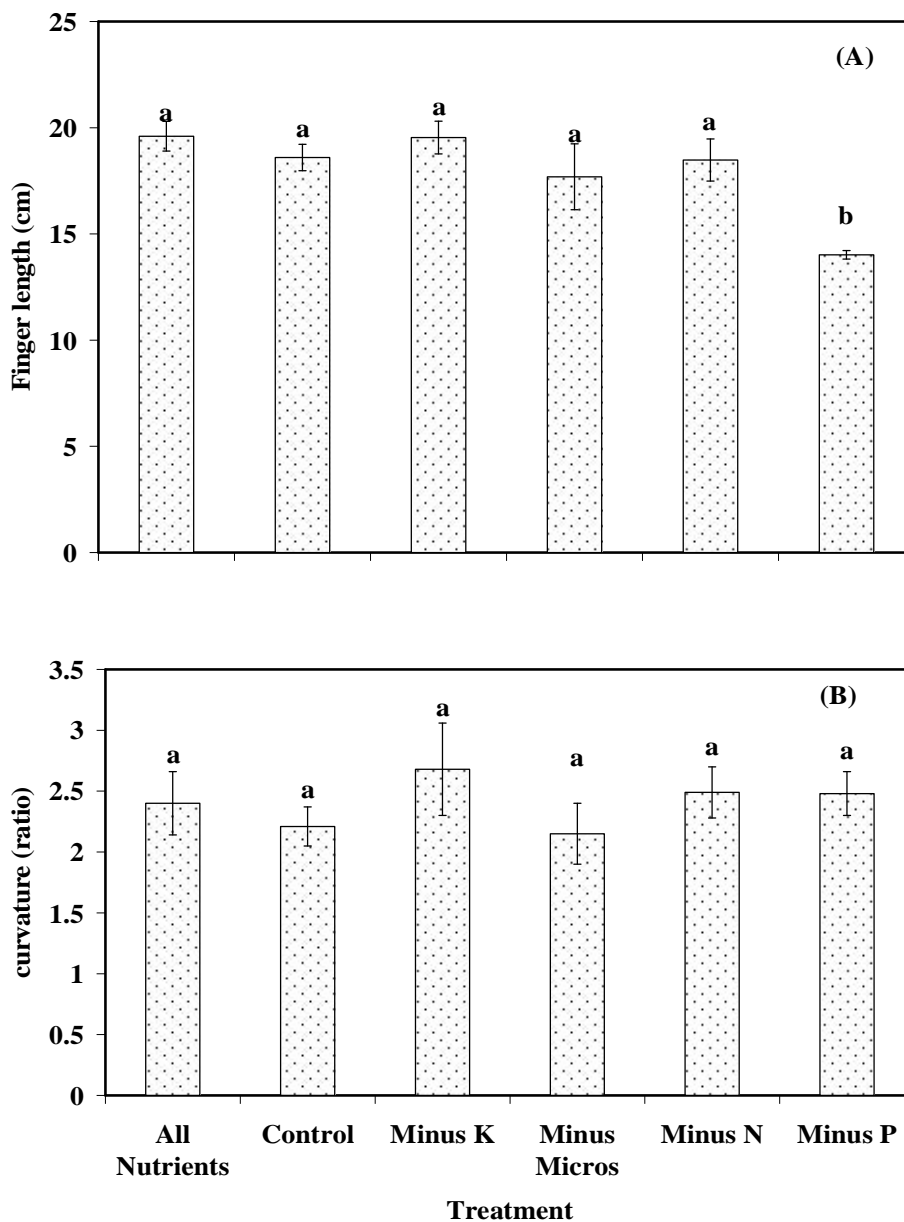 25
(A)
a
a
a
20
a
a
b
15
10
5
0
Finger length (cm)
3.5
(B)
3
a
a
a
a
a
a
2.5
2
1.5
1
0.5
0
curvature (ratio)
All Control Minus K Minus Minus N Minus P
Nutrients Micros
Treatment